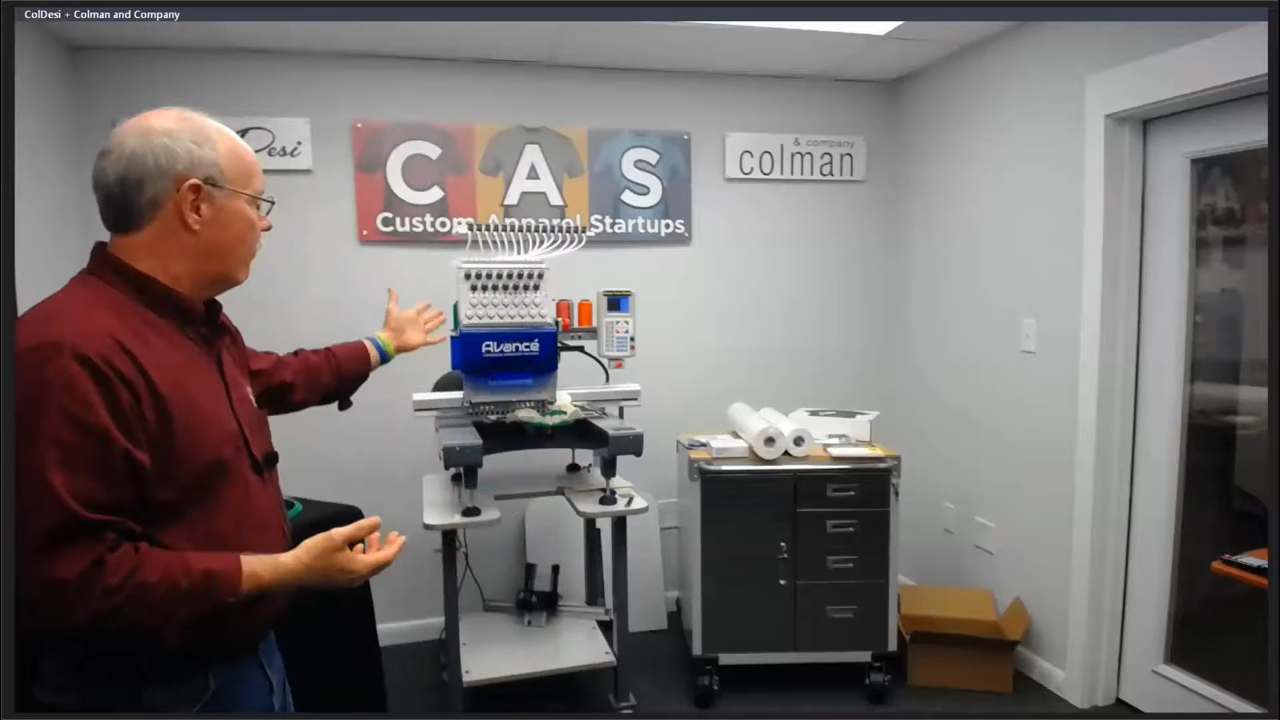 ColDesi + Colman and Company
Desi
C A S
Custom Apparel Startups
& company
colman
Avancé